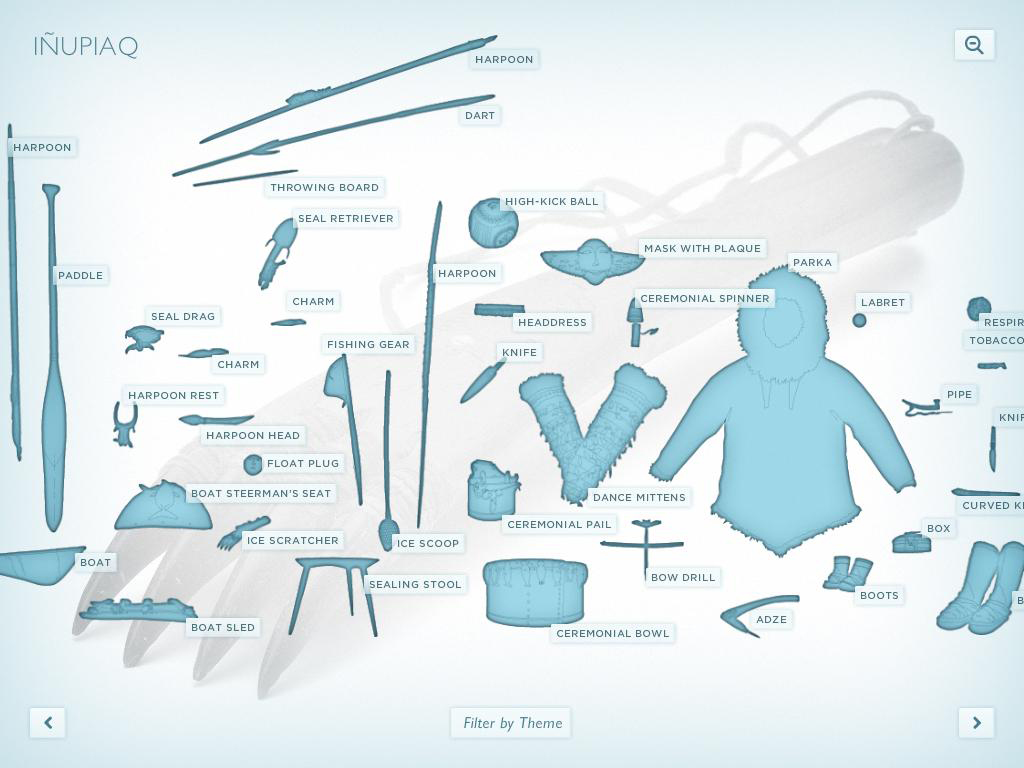 IÑUPIAQ
HARPOON
DART
HARPOON
THROWING BOARD
HIGH-KICK BALL
SEAL RETRIEVER
MASK WITH PLAQUE
PARKA
PADDLE
HARPOON
CEREMONIAL SPINNER
CHARM
LABRET
SEAL DRAG
HEADDRESS
TOBACCO
FISHING GEAR
KNIFE
CHARM
HARPOON REST
PIPE
HARPOON HEAD
FLOAT PLUG
BOAT STEERMAN'S SEAT
DANCE MITTENS
CEREMONIAL PAIL
BOX
ICE SCRATCHER
ICE SCOOP
BOAT
BOW DRILL
SEALING STOOL
BOOTS
ADZE
BOAT SLED
CEREMONIAL BOWL
Filter by Theme